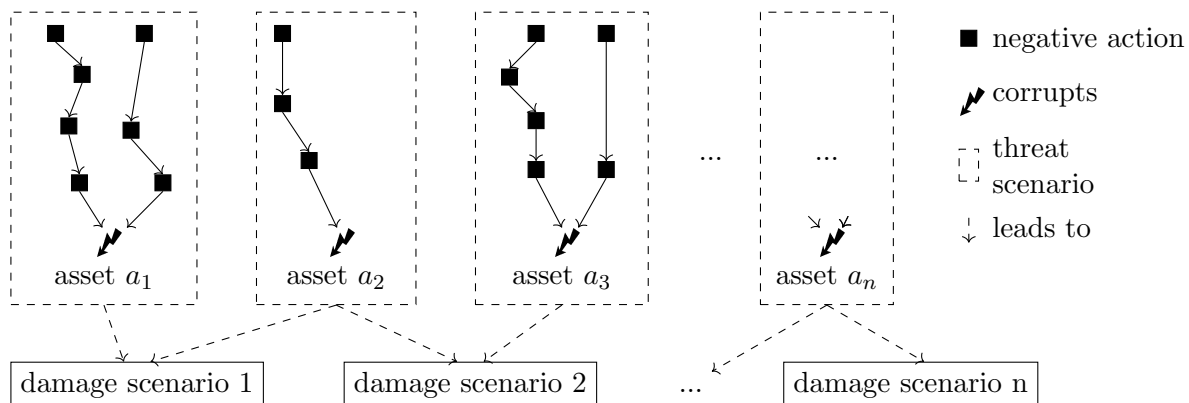 negative action
corrupts
... ...
threat
scenario
leads to
asset a₁ asset a₂ asset a₃ asset aₙ
damage scenario 1 damage scenario 2 ... damage scenario n